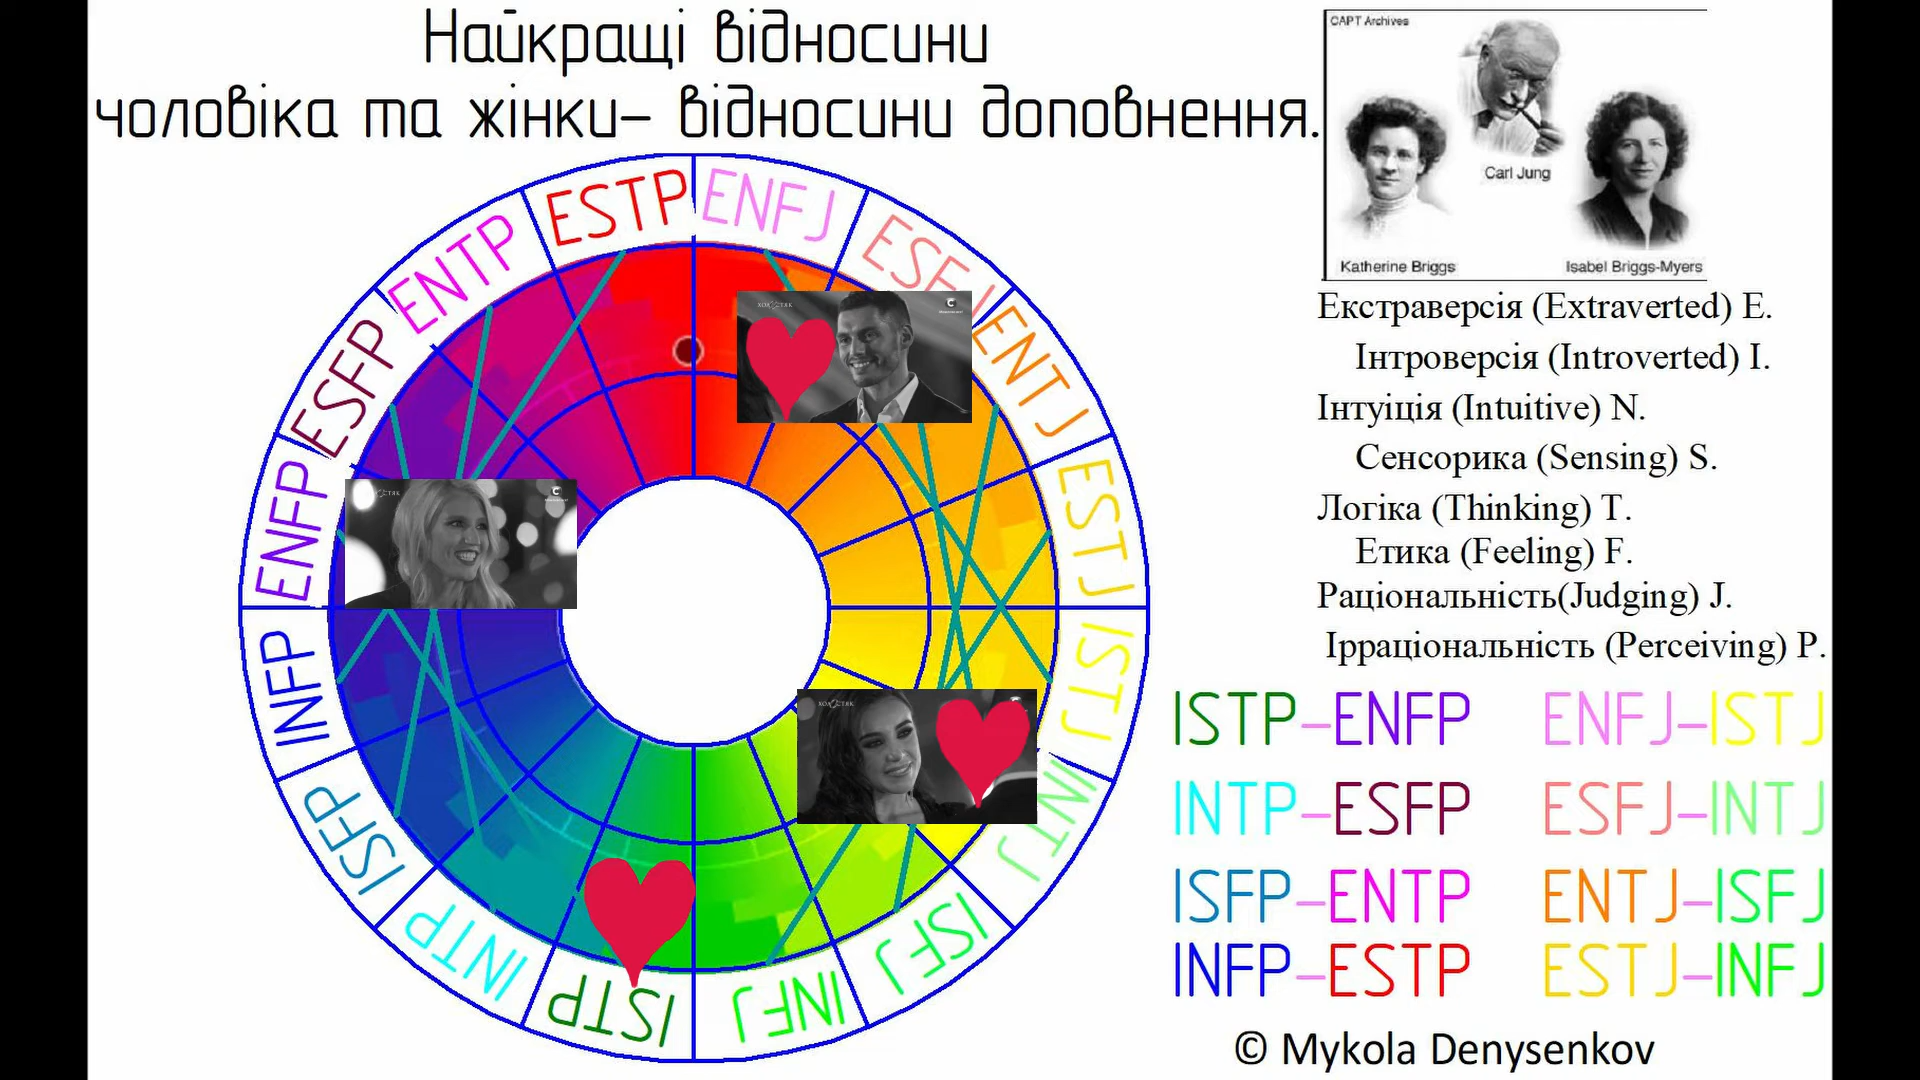 Найкращі відносини
чоловіка та жінки– відносини доповнення.
CAPT Archives
Carl Jung
Katherine Briggs
Isabel Briggs-Myers
ESTP
ENFJ
ENTP
ESFJ
ESFP
ENTJ
ENFP
ESTJ
INFP
ISTJ
ISFP
INTJ
INTP
ISFJ
ISTP
INFJ
Екстраверсія (Extraverted) E.
Інтроверсія (Introverted) I.
Інтуіція (Intuitive) N.
Сенсорика (Sensing) S.
Логіка (Thinking) T.
Етика (Feeling) F.
Раціональність(Judging) J.
Ірраціональність (Perceiving) P.
ISTP–ENFP ENFJ–ISTJ
INTP–ESFP ESFJ–INTJ
ISFP–ENTP ENTJ–ISFJ
INFP–ESTP ESTJ–INFJ
© Mykola Denysenkov